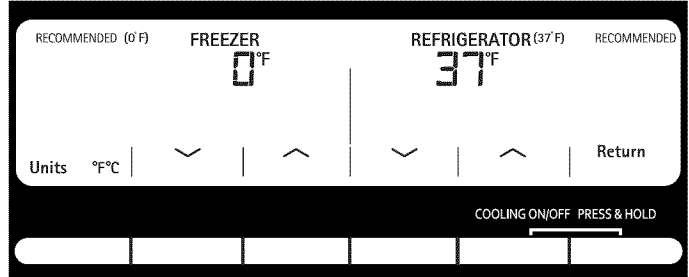 RECOMMENDED (0°F) FREEZER REFRIGERATOR (37°F) RECOMMENDED
0°F 37°F
Units °F°C Return
COOLING ON/OFF PRESS & HOLD